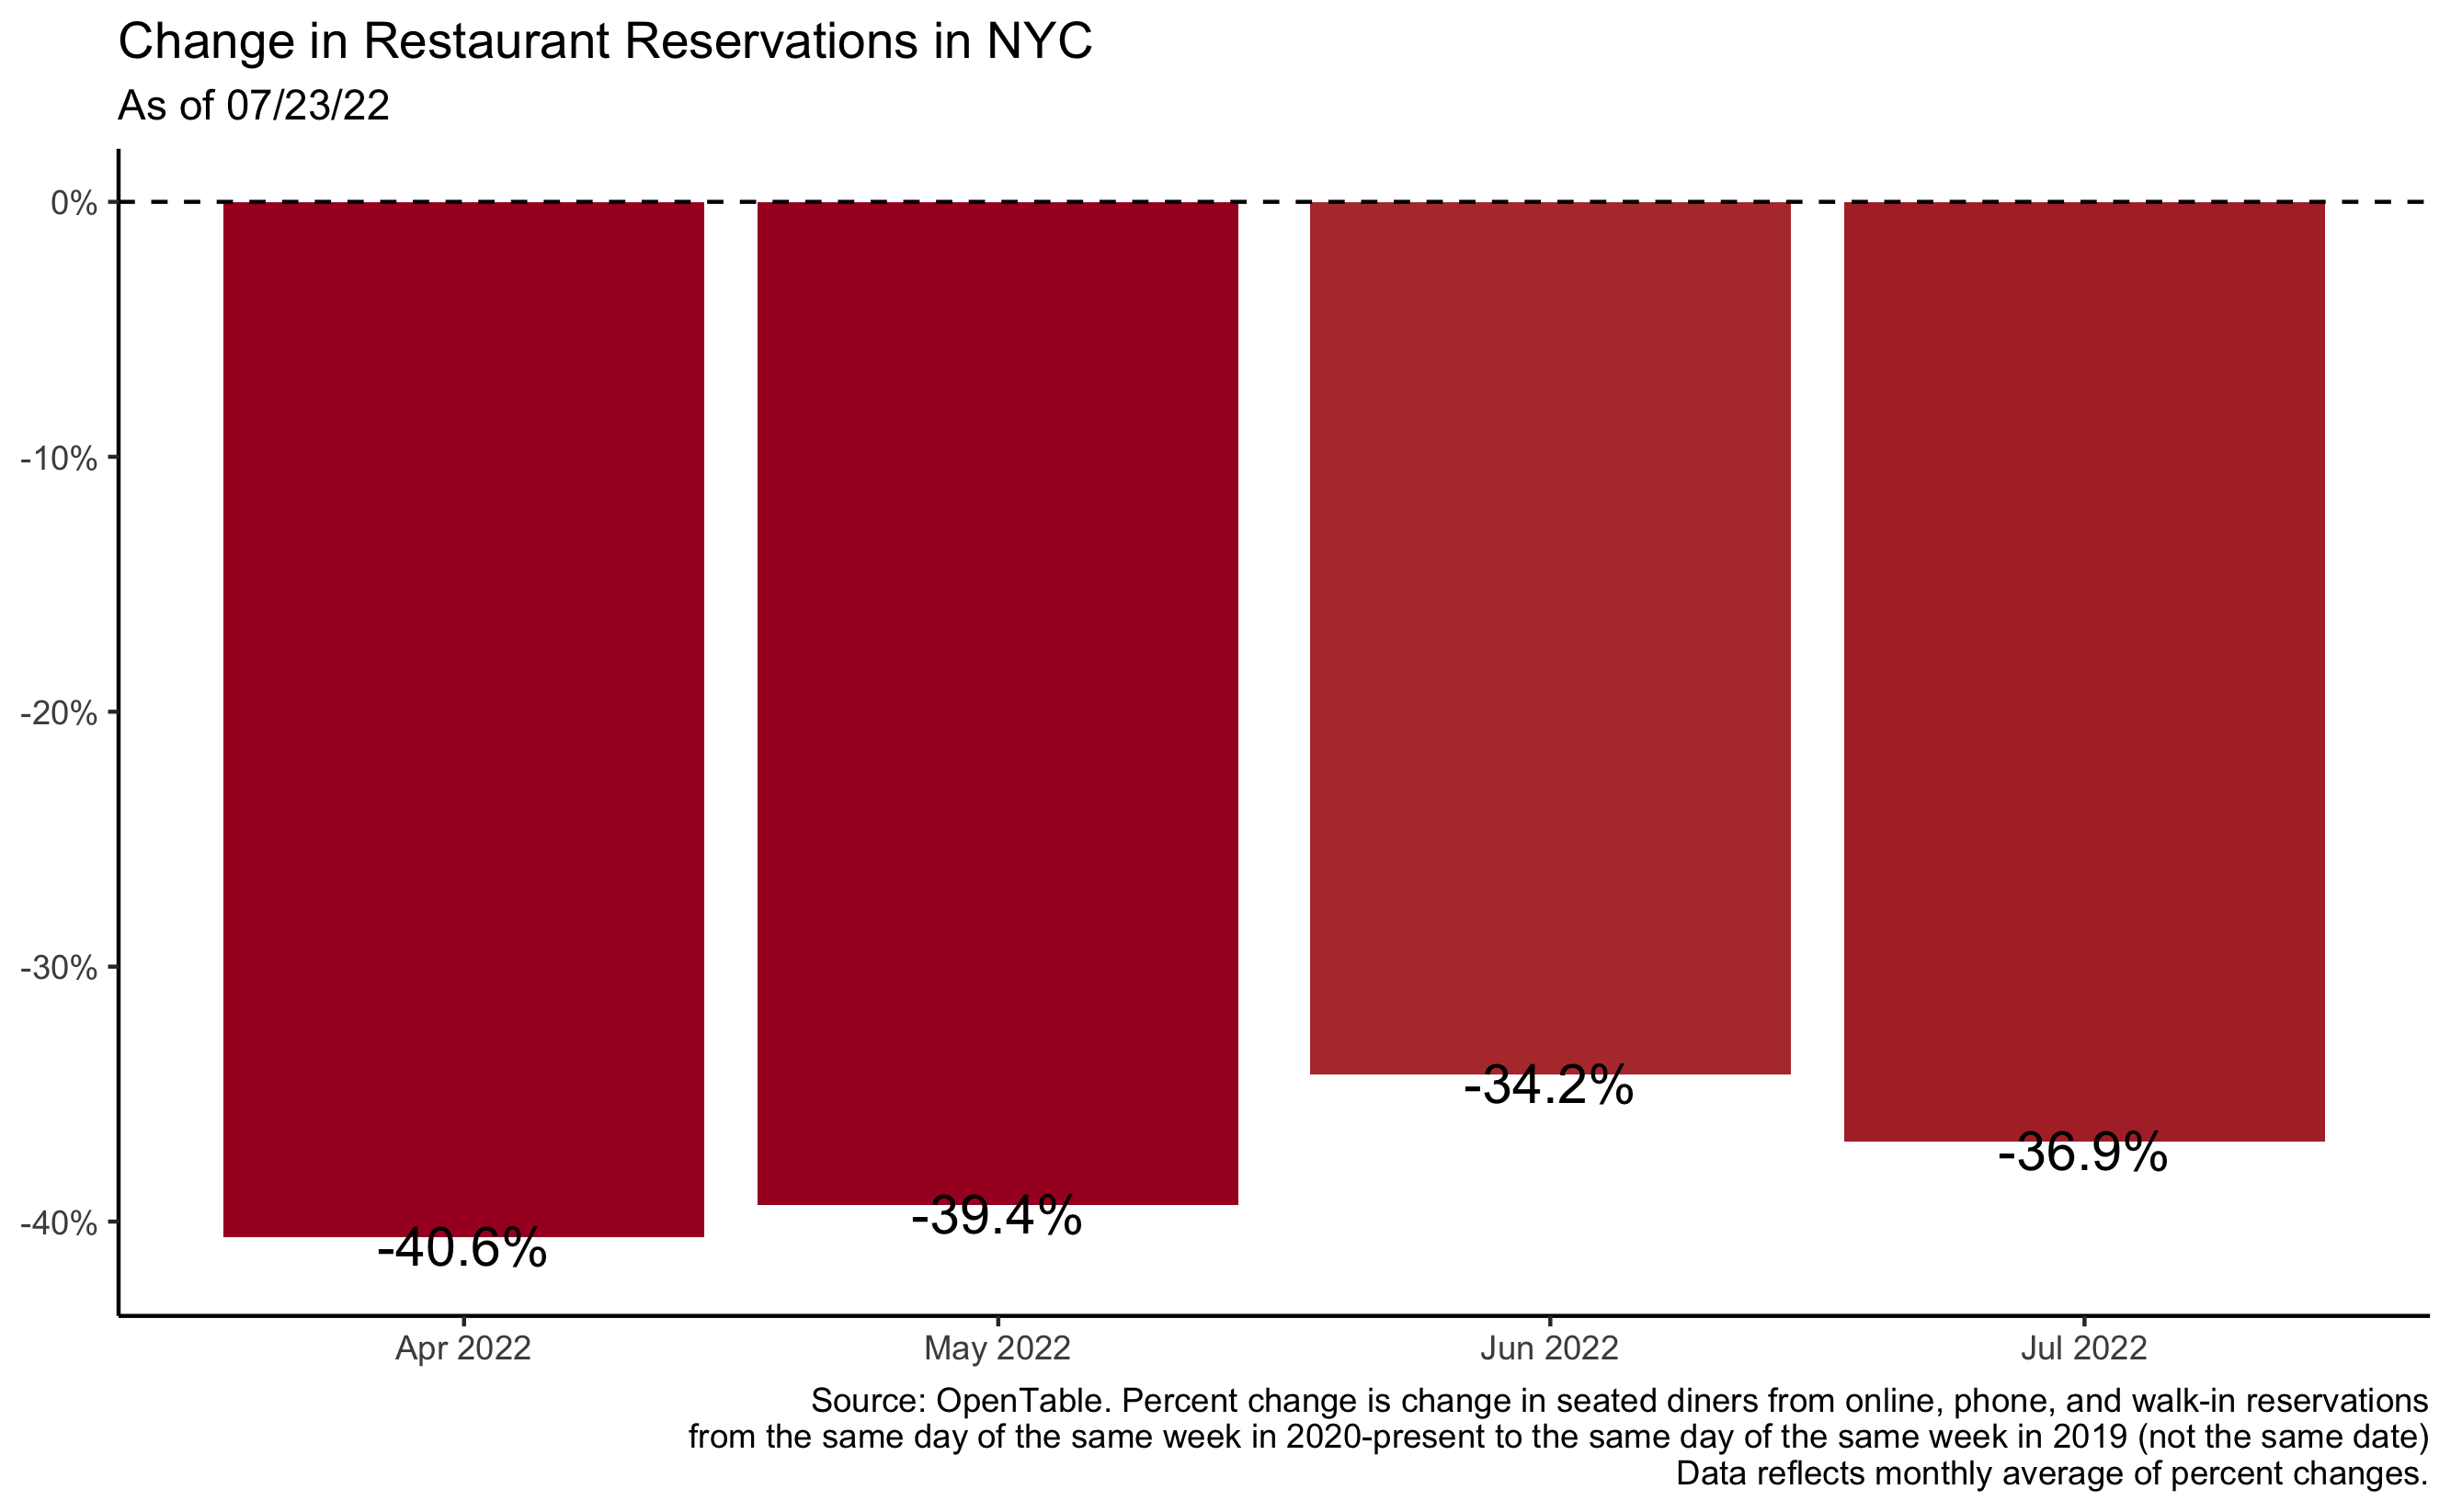 Change in Restaurant Reservations in NYC
As of 07/23/22
0%
-10%
-20%
-30%
-40%
-40.6%
-39.4%
-34.2%
-36.9%
Apr 2022
May 2022
Jun 2022
Jul 2022
Source: OpenTable. Percent change is change in seated diners from online, phone, and walk-in reservations
from the same day of the same week in 2020-present to the same day of the same week in 2019 (not the same date)
Data reflects monthly average of percent changes.